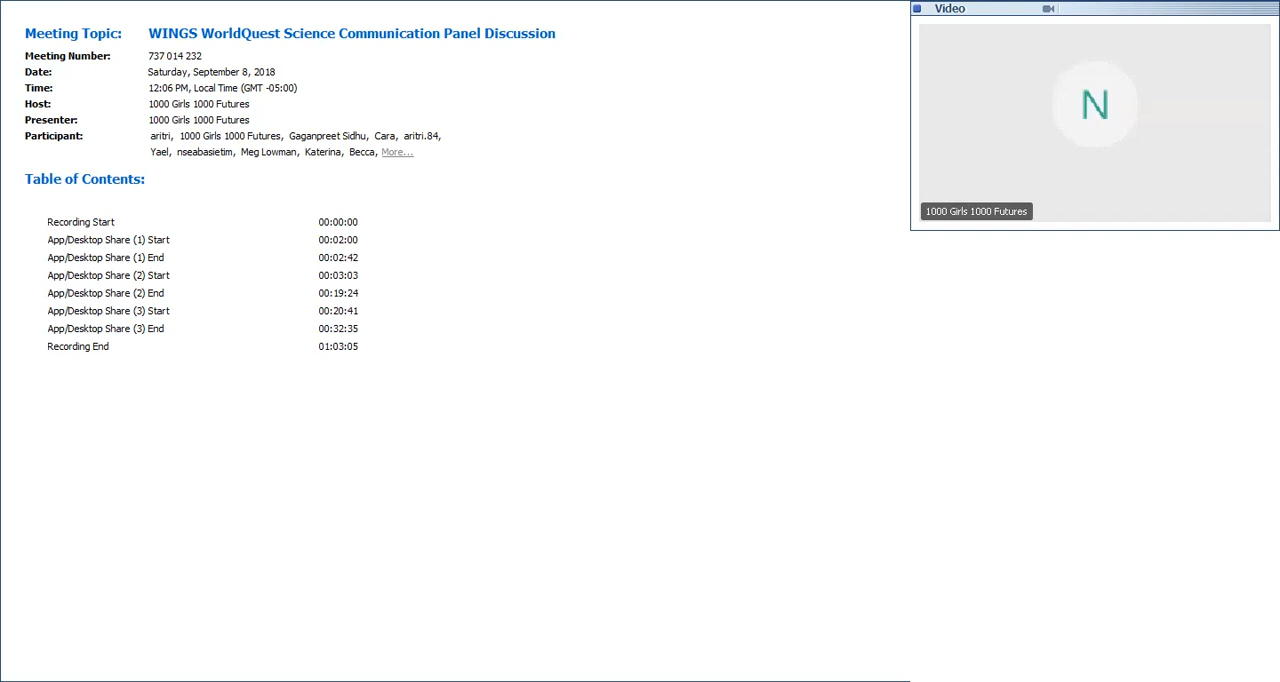 Meeting Topic: WINGS WorldQuest Science Communication Panel Discussion
Meeting Number: 737 014 232
Date: Saturday, September 8, 2018
Time: 12:06 PM, Local Time (GMT -05:00)
Host: 1000 Girls 1000 Futures
Presenter: 1000 Girls 1000 Futures
Participant: aritri, 1000 Girls 1000 Futures, Gaganpreet Sidhu, Cara, aritri.84,
Yael, nseabasietim, Meg Lowman, Katerina, Becca, More...
Table of Contents:
Recording Start 00:00:00
App/Desktop Share (1) Start 00:02:00
App/Desktop Share (1) End 00:02:42
App/Desktop Share (2) Start 00:03:03
App/Desktop Share (2) End 00:19:24
App/Desktop Share (3) Start 00:20:41
App/Desktop Share (3) End 00:32:35
Recording End 01:03:05
Video
N
1000 Girls 1000 Futures